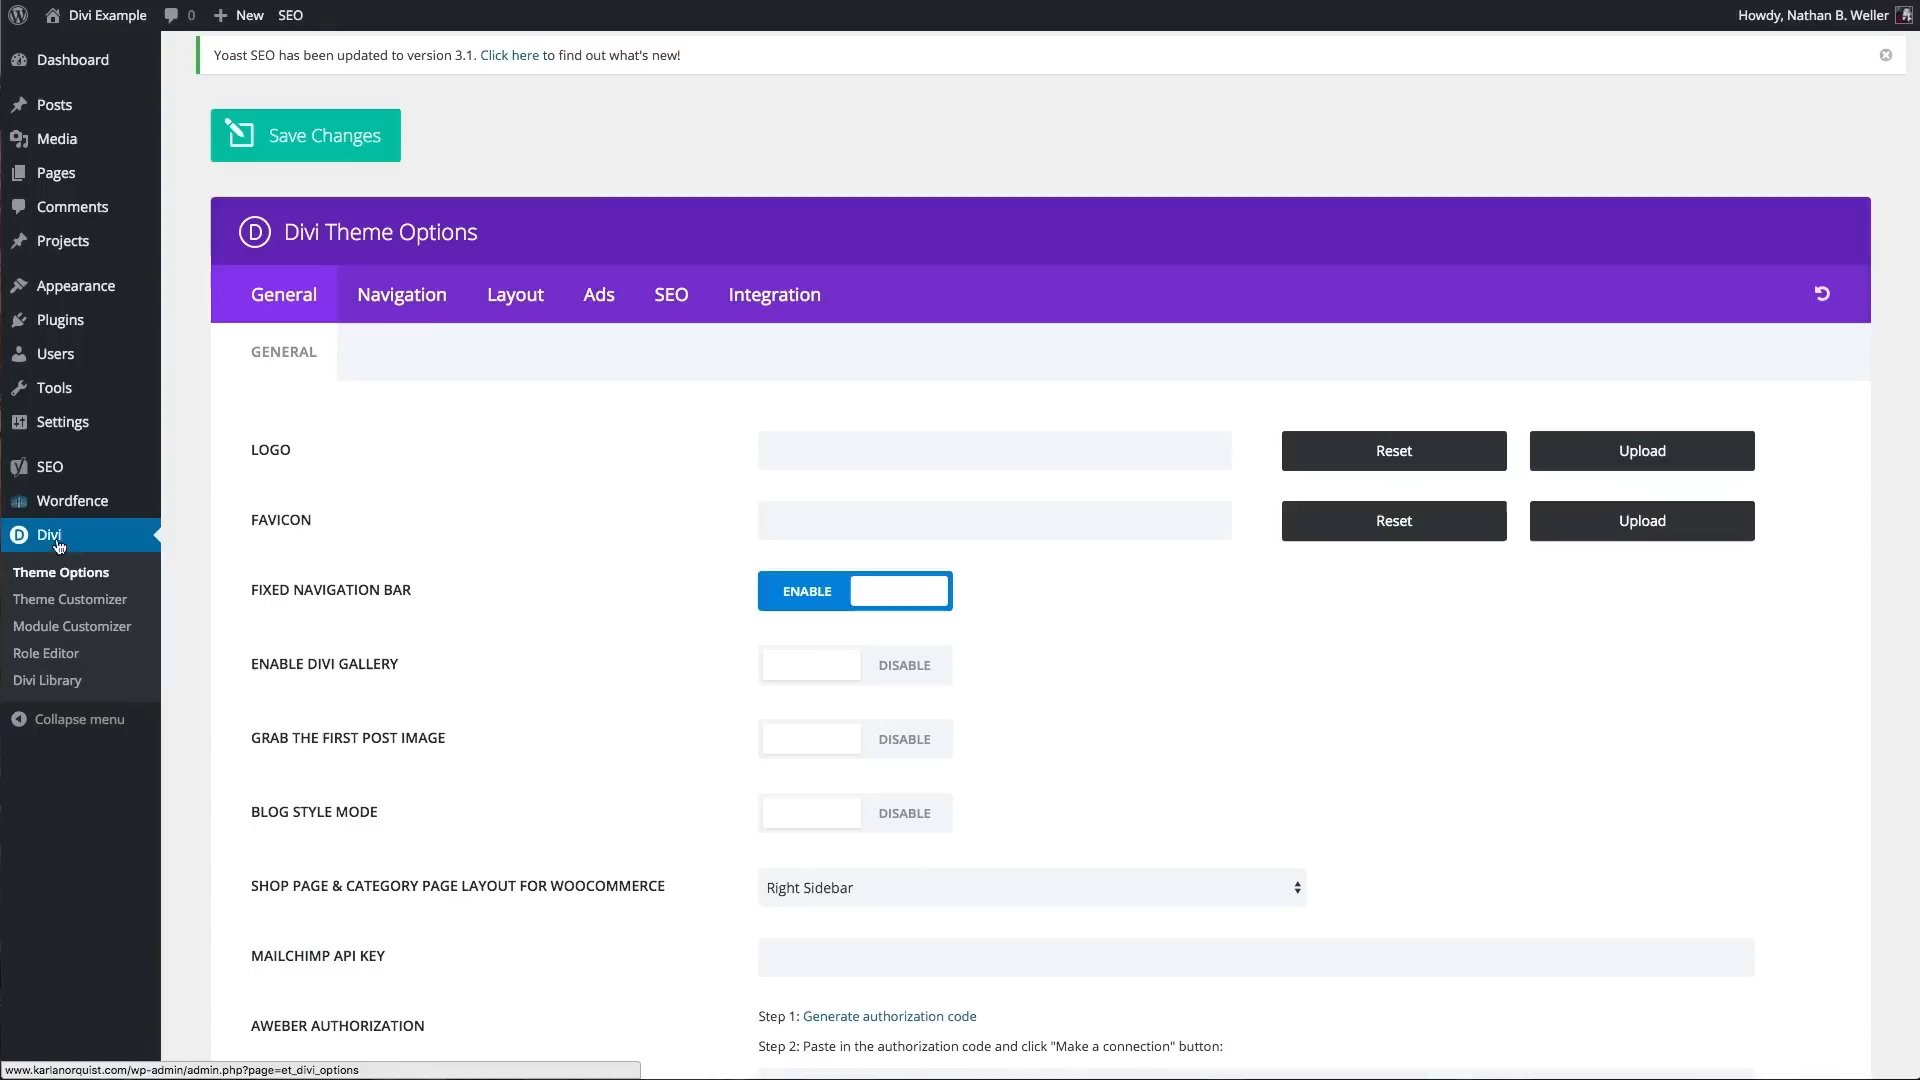 Divi Example 0 New SEO Howdy, Nathan B. Weller
Dashboard
Posts
Media
Pages
Comments
Projects
Appearance
Plugins
Users
Tools
Settings
SEO
Wordfence
Divi
Theme Options
Theme Customizer
Module Customizer
Role Editor
Divi Library
Collapse menu
Yoast SEO has been updated to version 3.1. Click here to find out what's new!
Save Changes
D Divi Theme Options
General Navigation Layout Ads SEO Integration
GENERAL
LOGO Reset Upload
FAVICON Reset Upload
FIXED NAVIGATION BAR ENABLE
ENABLE DIVI GALLERY DISABLE
GRAB THE FIRST POST IMAGE DISABLE
BLOG STYLE MODE DISABLE
SHOP PAGE & CATEGORY PAGE LAYOUT FOR WOOCOMMERCE Right Sidebar
MAILCHIMP API KEY
AWEBER AUTHORIZATION
Step 1: Generate authorization code
Step 2: Paste in the authorization code and click "Make a connection" button:
www.karlanorquist.com/wp-admin/admin.php?page=et_divi_options